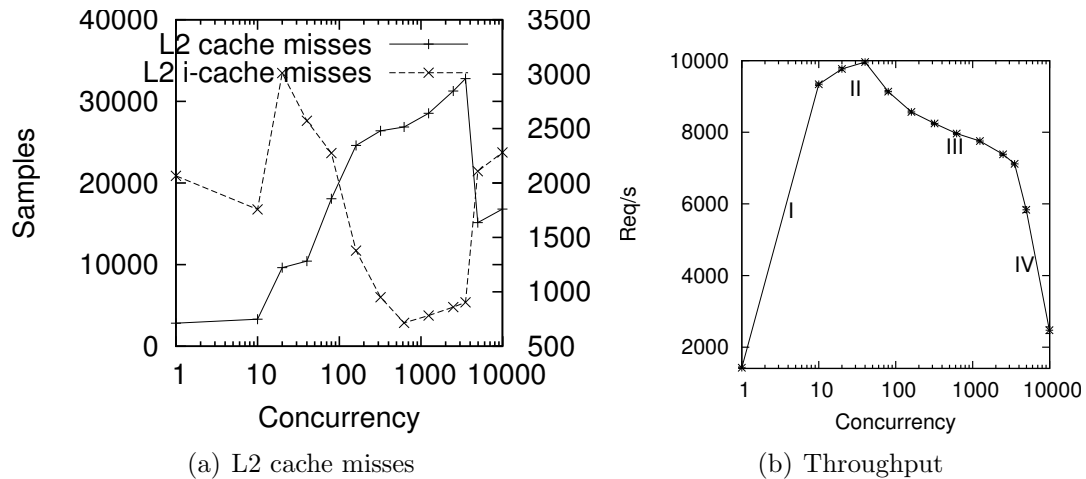 40000
30000
20000
10000
0
Samples
L2 cache misses
L2 i-cache misses
3500
3000
2500
2000
1500
1000
500
1 10 100 1000 10000
Concurrency
(a) L2 cache misses
10000
8000
6000
4000
2000
Req/s
I
II
III
IV
1 10 100 1000 10000
Concurrency
(b) Throughput